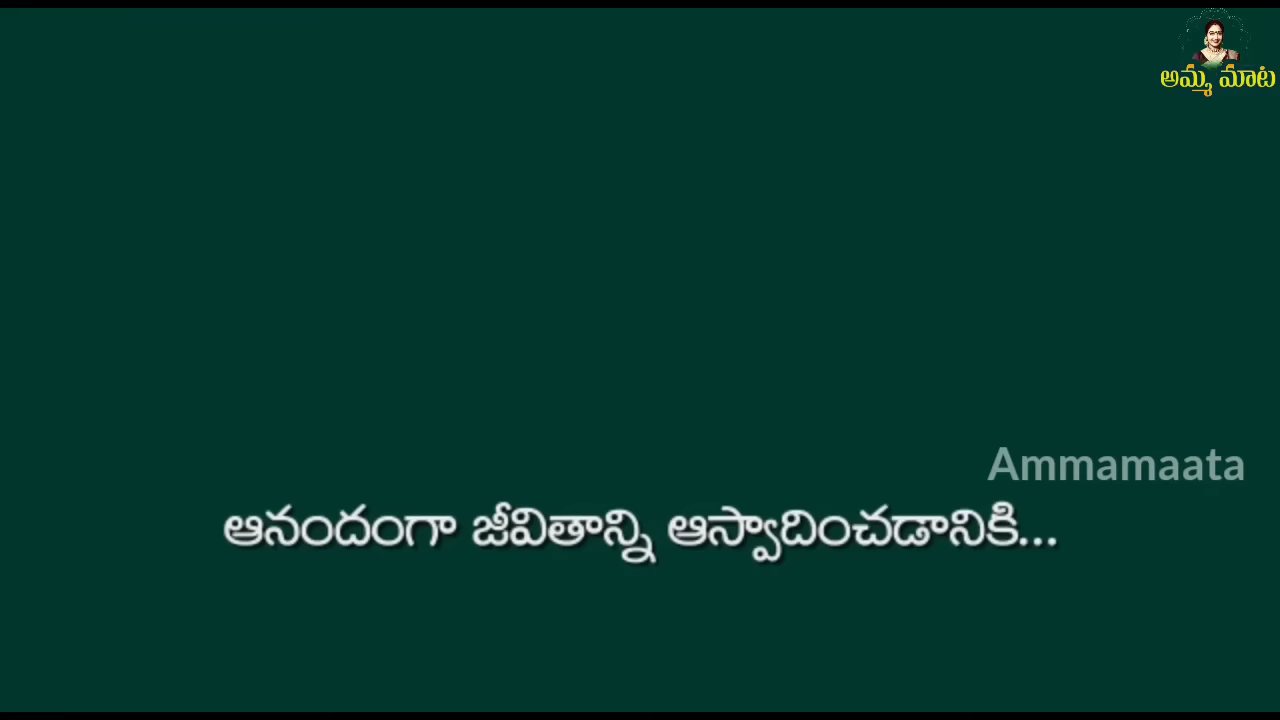 అమ్మ మాట
Ammamaata
ఆనందంగా జీవితాన్ని ఆస్వాదించడానికి...